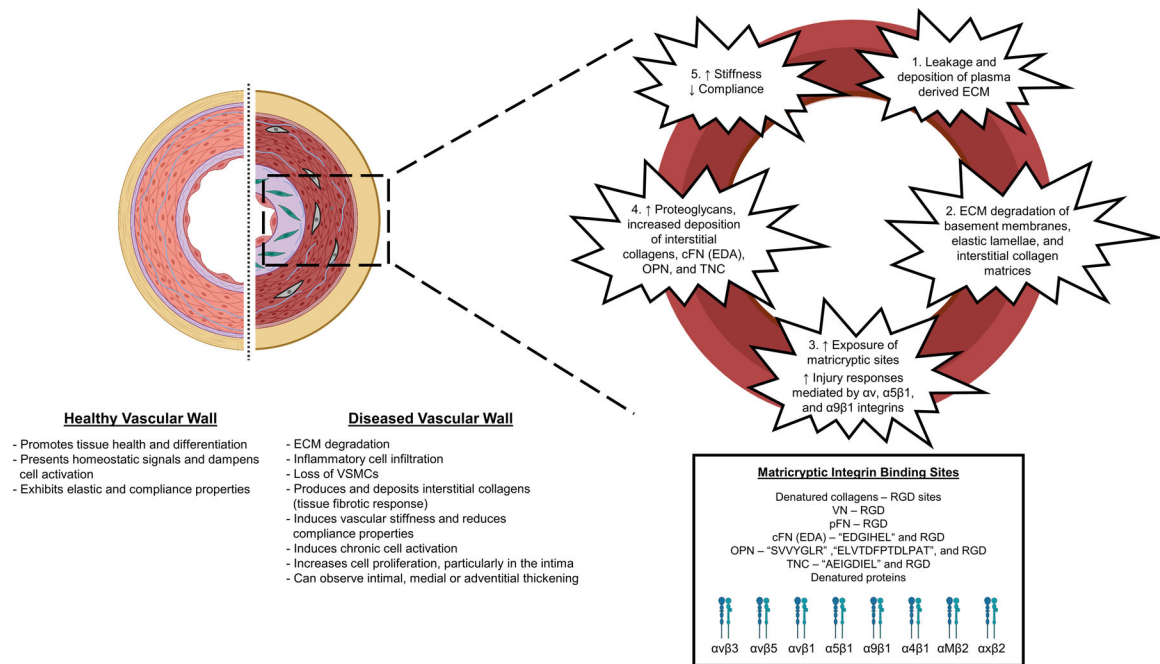 1. Leakage and
deposition of plasma
derived ECM
2. ECM degradation of
basement membranes,
elastic lamellae, and
interstitial collagen
matrices
3. ↑ Exposure of
matricryptic sites
↑ Injury responses
mediated by αv, α5β1,
and α9β1 integrins
4. ↑ Proteoglycans,
increased deposition
of interstitial
collagens, cFN (EDA),
OPN, and TNC
5. ↑ Stiffness
↓ Compliance
Healthy Vascular Wall
- Promotes tissue health and differentiation
- Presents homeostatic signals and dampens
cell activation
- Exhibits elastic and compliance properties
Diseased Vascular Wall
- ECM degradation
- Inflammatory cell infiltration
- Loss of VSMCs
- Produces and deposits interstitial collagens
(tissue fibrotic response)
- Induces vascular stiffness and reduces
compliance properties
- Induces chronic cell activation
- Increases cell proliferation, particularly in the intima
- Can observe intimal, medial or adventitial thickening
Matricryptic Integrin Binding Sites
Denatured collagens – RGD sites
VN – RGD
pFN – RGD
cFN (EDA) – “EDGIHEL” and RGD
OPN – “SVVYGLR” ,“ELVTDFPTDLPAT”, and RGD
TNC – “AEIGDIEL” and RGD
Denatured proteins
αvβ3 αvβ5 αvβ1 α5β1 α9β1 α4β1 αMβ2 αxβ2